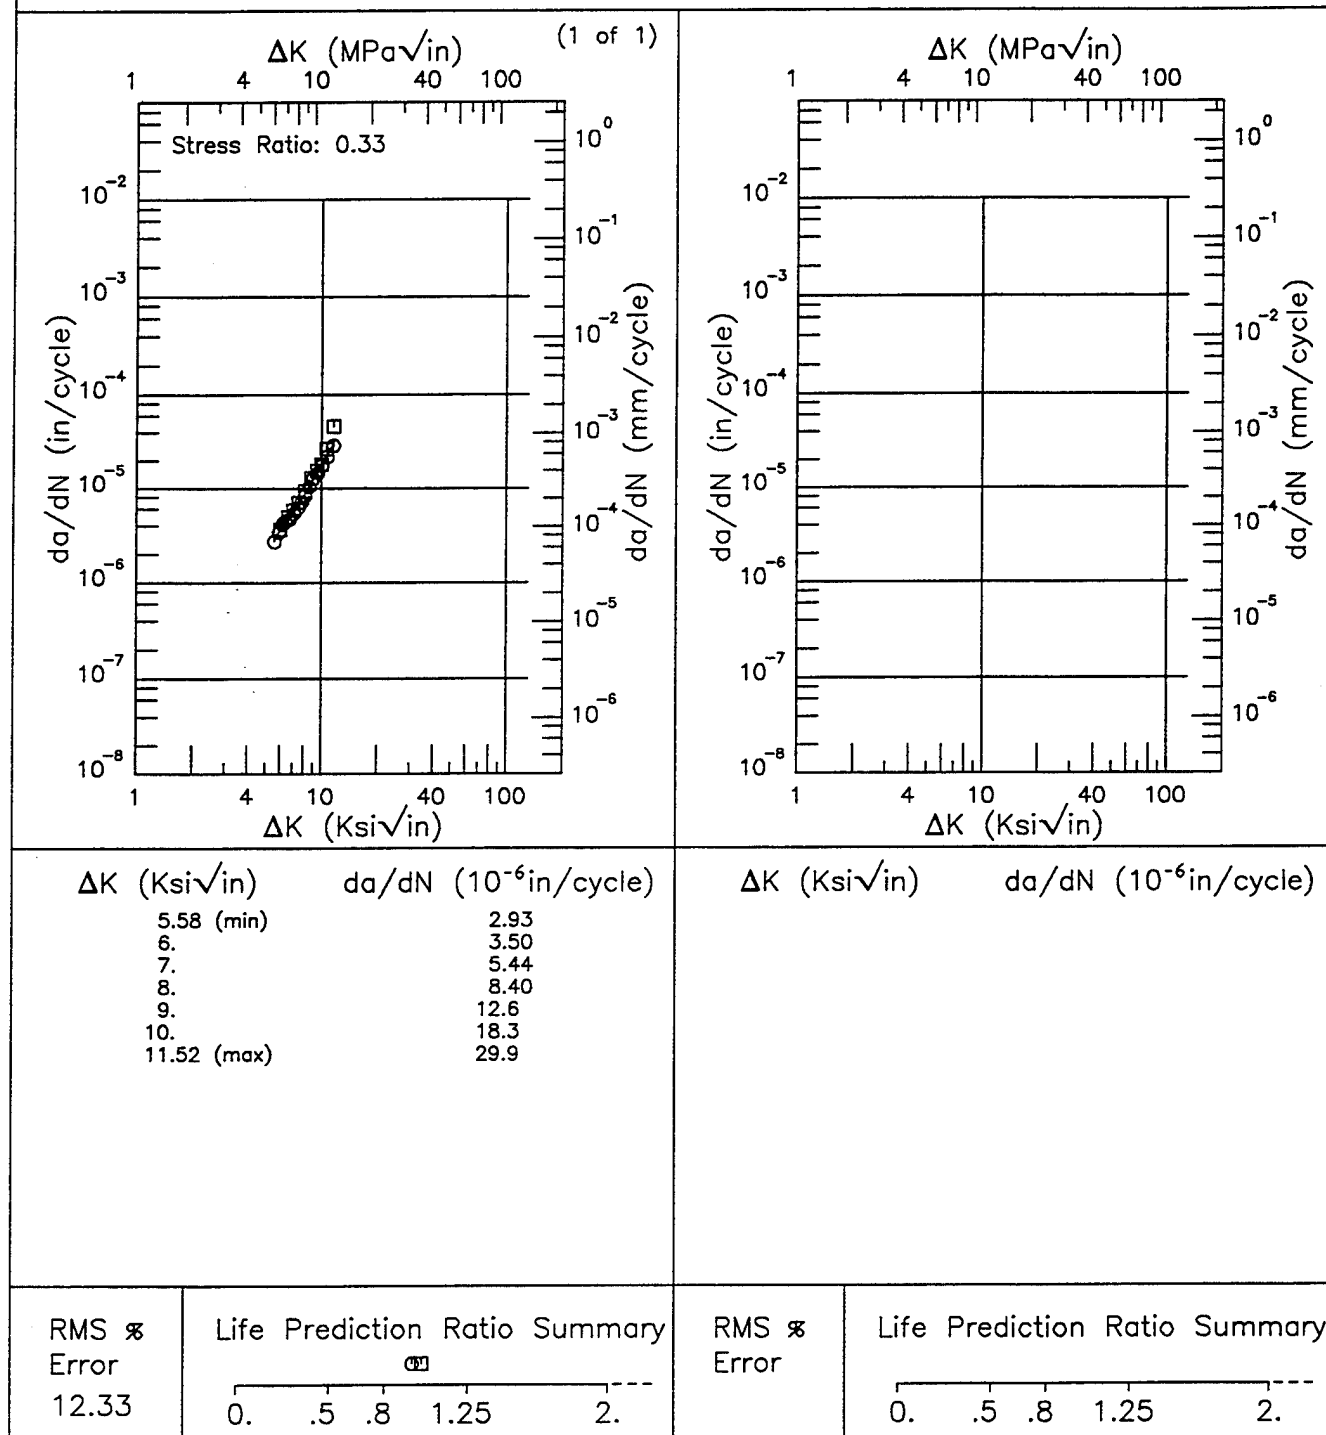 (1 of 1)
ΔK (MPa√in)
1 4 10 40 100
Stress Ratio: 0.33
10⁰
10⁻²
10⁻¹
10⁻³
10⁻²
10⁻⁴
10⁻³
10⁻⁵
10⁻⁴
10⁻⁶
10⁻⁵
10⁻⁷
10⁻⁶
10⁻⁸
da/dN (in/cycle)
da/dN (mm/cycle)
1 4 10 40 100
ΔK (Ksi√in)
ΔK (MPa√in)
1 4 10 40 100
10⁰
10⁻²
10⁻¹
10⁻³
10⁻²
10⁻⁴
10⁻³
10⁻⁵
10⁻⁴
10⁻⁶
10⁻⁵
10⁻⁷
10⁻⁶
10⁻⁸
da/dN (in/cycle)
da/dN (mm/cycle)
1 4 10 40 100
ΔK (Ksi√in)
ΔK (Ksi√in) da/dN (10⁻⁶in/cycle)
5.58 (min) 2.93
6. 3.50
7. 5.44
8. 8.40
9. 12.6
10. 18.3
11.52 (max) 29.9
ΔK (Ksi√in) da/dN (10⁻⁶in/cycle)
RMS %
Error
12.33
Life Prediction Ratio Summary
0. .5 .8 1.25 2.
RMS %
Error
Life Prediction Ratio Summary
0. .5 .8 1.25 2.